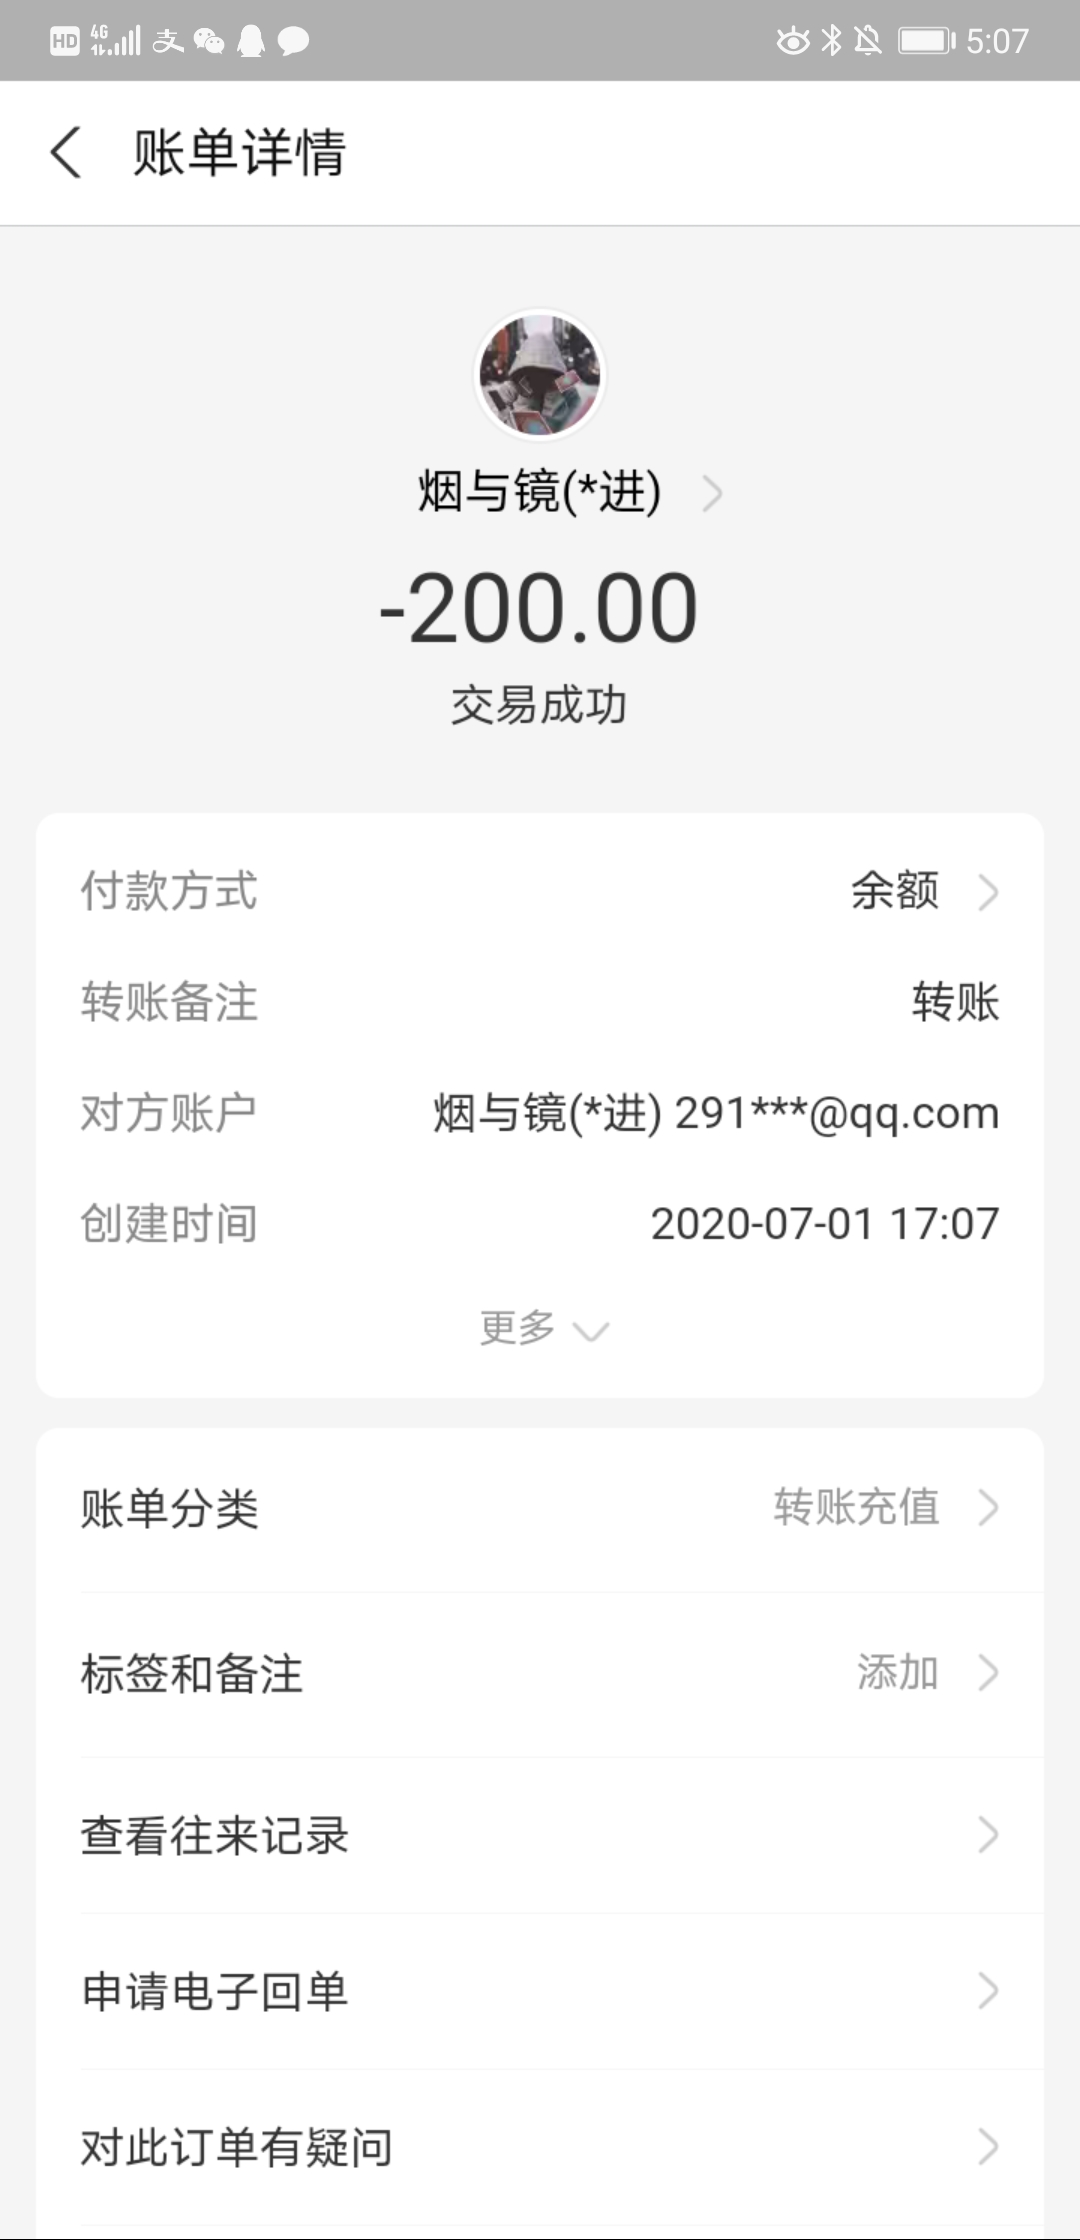 HD 4G 支 5:07
账单详情
烟与镜(*进)
-200.00
交易成功
付款方式 余额
转账备注 转账
对方账户 烟与镜(*进) 291***@qq.com
创建时间 2020-07-01 17:07
更多
账单分类 转账充值
标签和备注 添加
查看往来记录
申请电子回单
对此订单有疑问